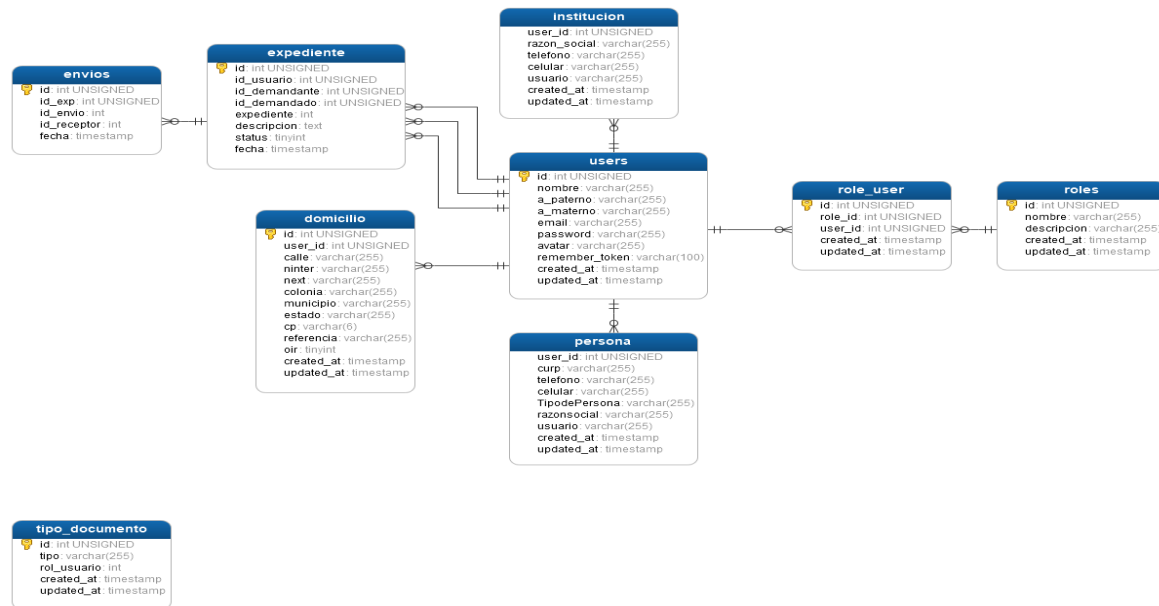 institucion
user_id: int UNSIGNED
razon_social: varchar(255)
telefono: varchar(255)
celular: varchar(255)
usuario: varchar(255)
created_at: timestamp
updated_at: timestamp
expediente
id: int UNSIGNED
id_usuario: int UNSIGNED
id_demandante: int UNSIGNED
id_demandado: int UNSIGNED
expediente: int
descripcion: text
status: tinyint
fecha: timestamp
envios
id: int UNSIGNED
id_exp: int UNSIGNED
id_envio: int
id_receptor: int
fecha: timestamp
users
id: int UNSIGNED
nombre: varchar(255)
a_paterno: varchar(255)
a_materno: varchar(255)
email: varchar(255)
password: varchar(255)
avatar: varchar(255)
remember_token: varchar(100)
created_at: timestamp
updated_at: timestamp
role_user
id: int UNSIGNED
role_id: int UNSIGNED
user_id: int UNSIGNED
created_at: timestamp
updated_at: timestamp
roles
id: int UNSIGNED
nombre: varchar(255)
descripcion: varchar(255)
created_at: timestamp
updated_at: timestamp
domicilio
id: int UNSIGNED
user_id: int UNSIGNED
calle: varchar(255)
ninter: varchar(255)
next: varchar(255)
colonia: varchar(255)
municipio: varchar(255)
estado: varchar(255)
cp: varchar(6)
referencia: varchar(255)
oir: tinyint
created_at: timestamp
updated_at: timestamp
persona
user_id: int UNSIGNED
curp: varchar(255)
telefono: varchar(255)
celular: varchar(255)
TipodePersona: varchar(255)
razonsocial: varchar(255)
usuario: varchar(255)
created_at: timestamp
updated_at: timestamp
tipo_documento
id: int UNSIGNED
tipo: varchar(255)
rol_usuario: int
created_at: timestamp
updated_at: timestamp